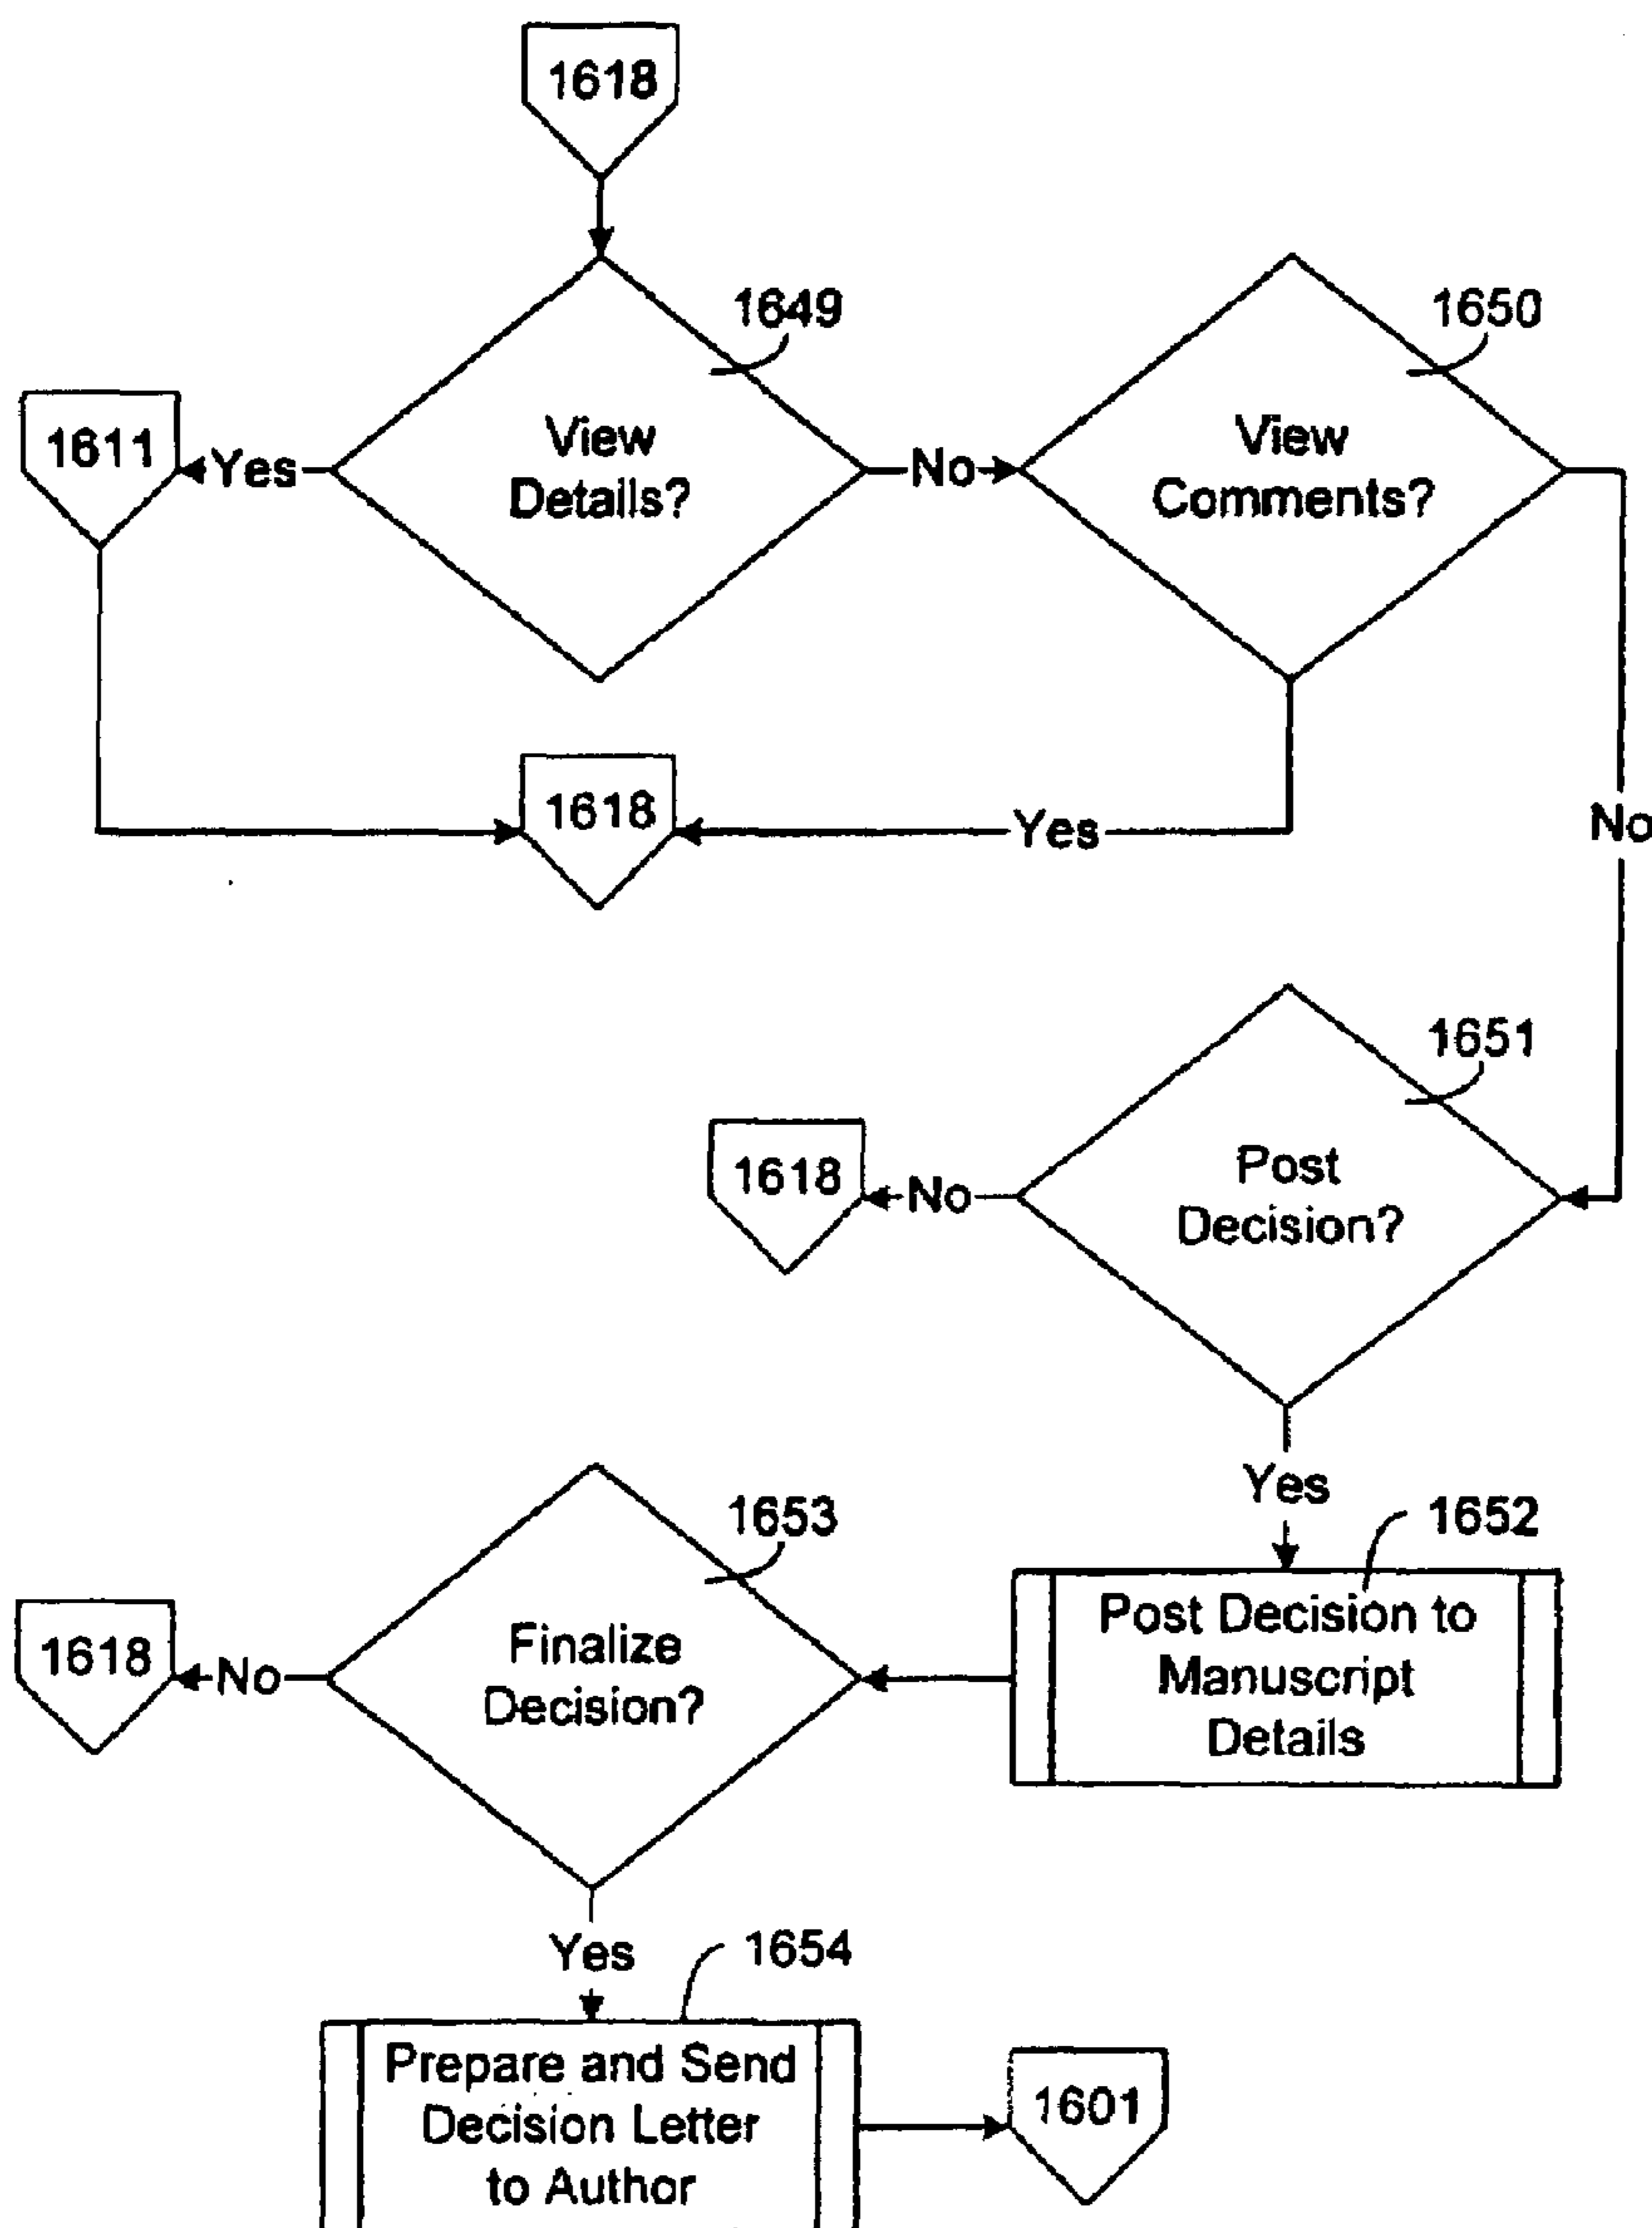 1618
1649
1650
View
Details?
View
Comments?
1611
Yes
No
1618
Yes
No
1651
Post
Decision?
1618
No
Yes
1652
1653
Post Decision to
Manuscript
Details
Finalize
Decision?
1618
No
Yes
1654
Prepare and Send
Decision Letter
to Author
1601